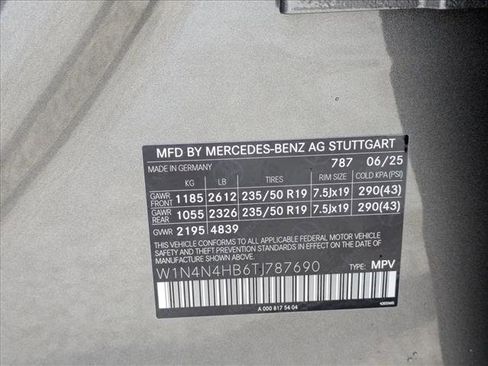 MFD BY MERCEDES-BENZ AG STUTTGART
MADE IN GERMANY 787 06/25
KG LB TIRES RIM SIZE COLD KPA (PSI)
GAWR FRONT 1185 2612 235/50 R19 7.5Jx19 290(43)
GAWR REAR 1055 2326 235/50 R19 7.5Jx19 290(43)
GVWR 2195 4839
THIS VEHICLE CONFORMS TO ALL APPLICABLE FEDERAL MOTOR VEHICLE
SAFETY AND THEFT PREVENTION STANDARDS IN EFFECT ON THE DATE OF
MANUFACTURE SHOWN ABOVE.
W1N4N4HB6TJ787690 TYPE: MPV
A 000 817 54 04